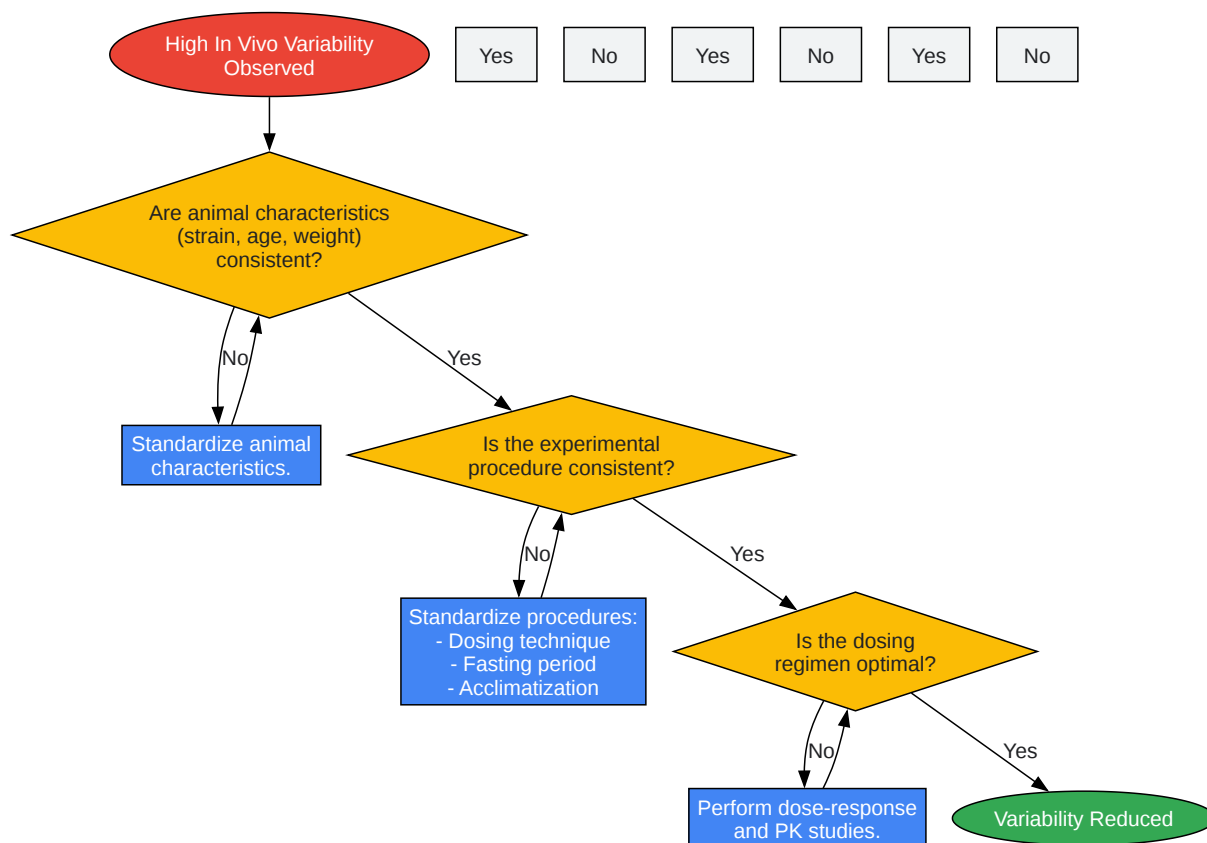 High In Vivo Variability
Observed
Yes
No
Yes
No
Yes
No
Are animal characteristics
(strain, age, weight)
consistent?
No
Yes
Standardize animal
characteristics.
Is the experimental
procedure consistent?
No
Yes
Standardize procedures:
- Dosing technique
- Fasting period
- Acclimatization
Is the dosing
regimen optimal?
No
Yes
Perform dose-response
and PK studies.
Variability Reduced